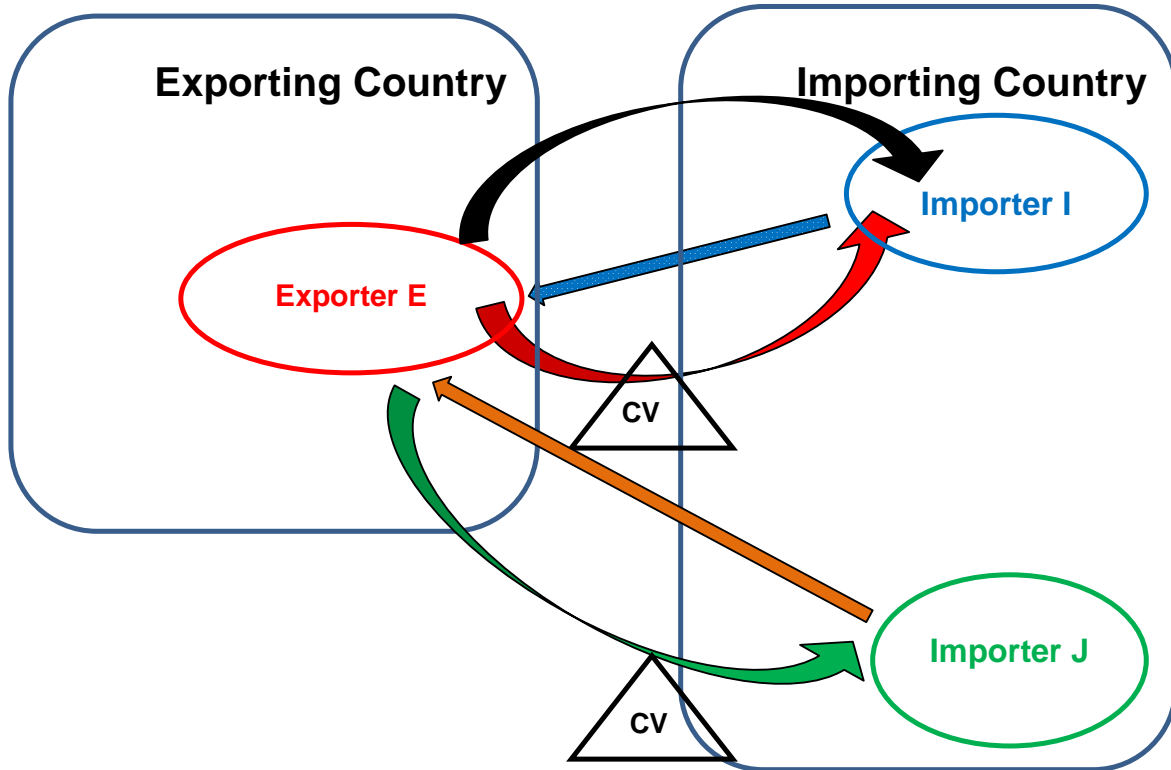 Exporting Country
Importing Country
Importer I
Exporter E
CV
Importer J
CV